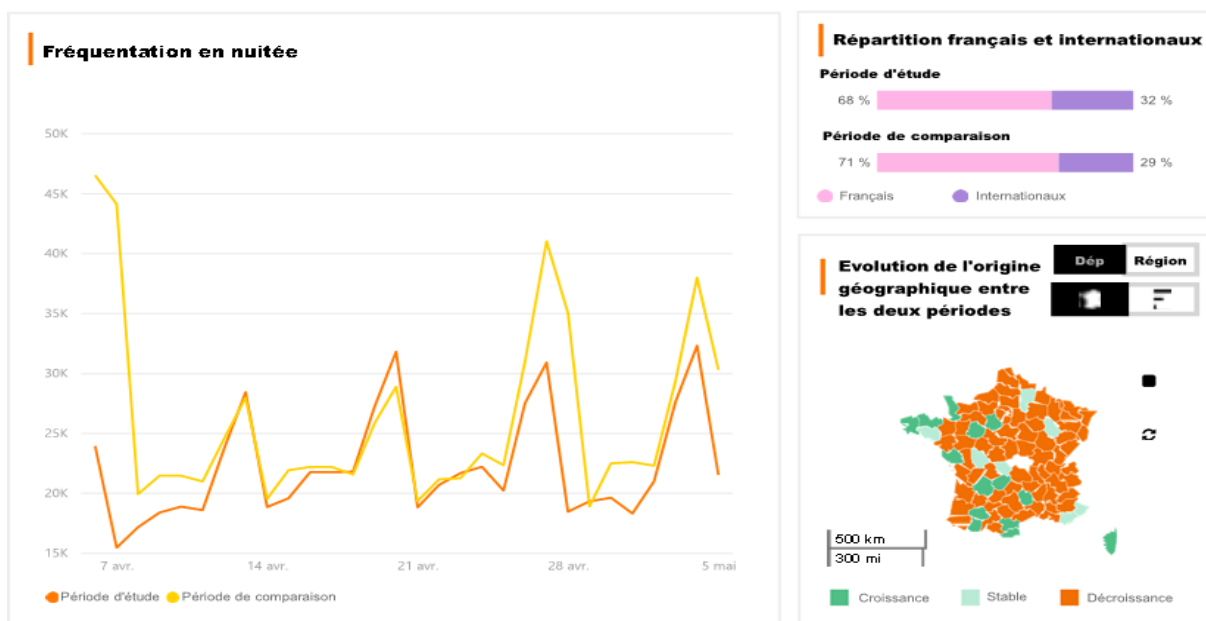 Fréquentation en nuitée
50K
45K
40K
35K
30K
25K
20K
15K
7 avr.
14 avr.
21 avr.
28 avr.
5 mai
Période d'étude
Période de comparaison
Répartition français et internationaux
Période d'étude
68 %
32 %
Période de comparaison
71 %
29 %
Français
Internationaux
Evolution de l'origine
géographique entre
les deux périodes
Dép
Région
500 km
300 mi
Croissance
Stable
Décroissance